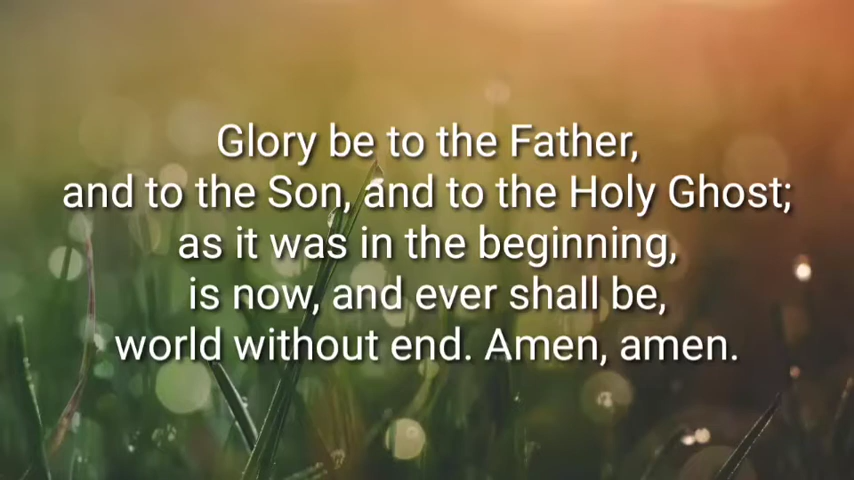 Glory be to the Father,
and to the Son, and to the Holy Ghost;
as it was in the beginning,
is now, and ever shall be,
world without end. Amen, amen.